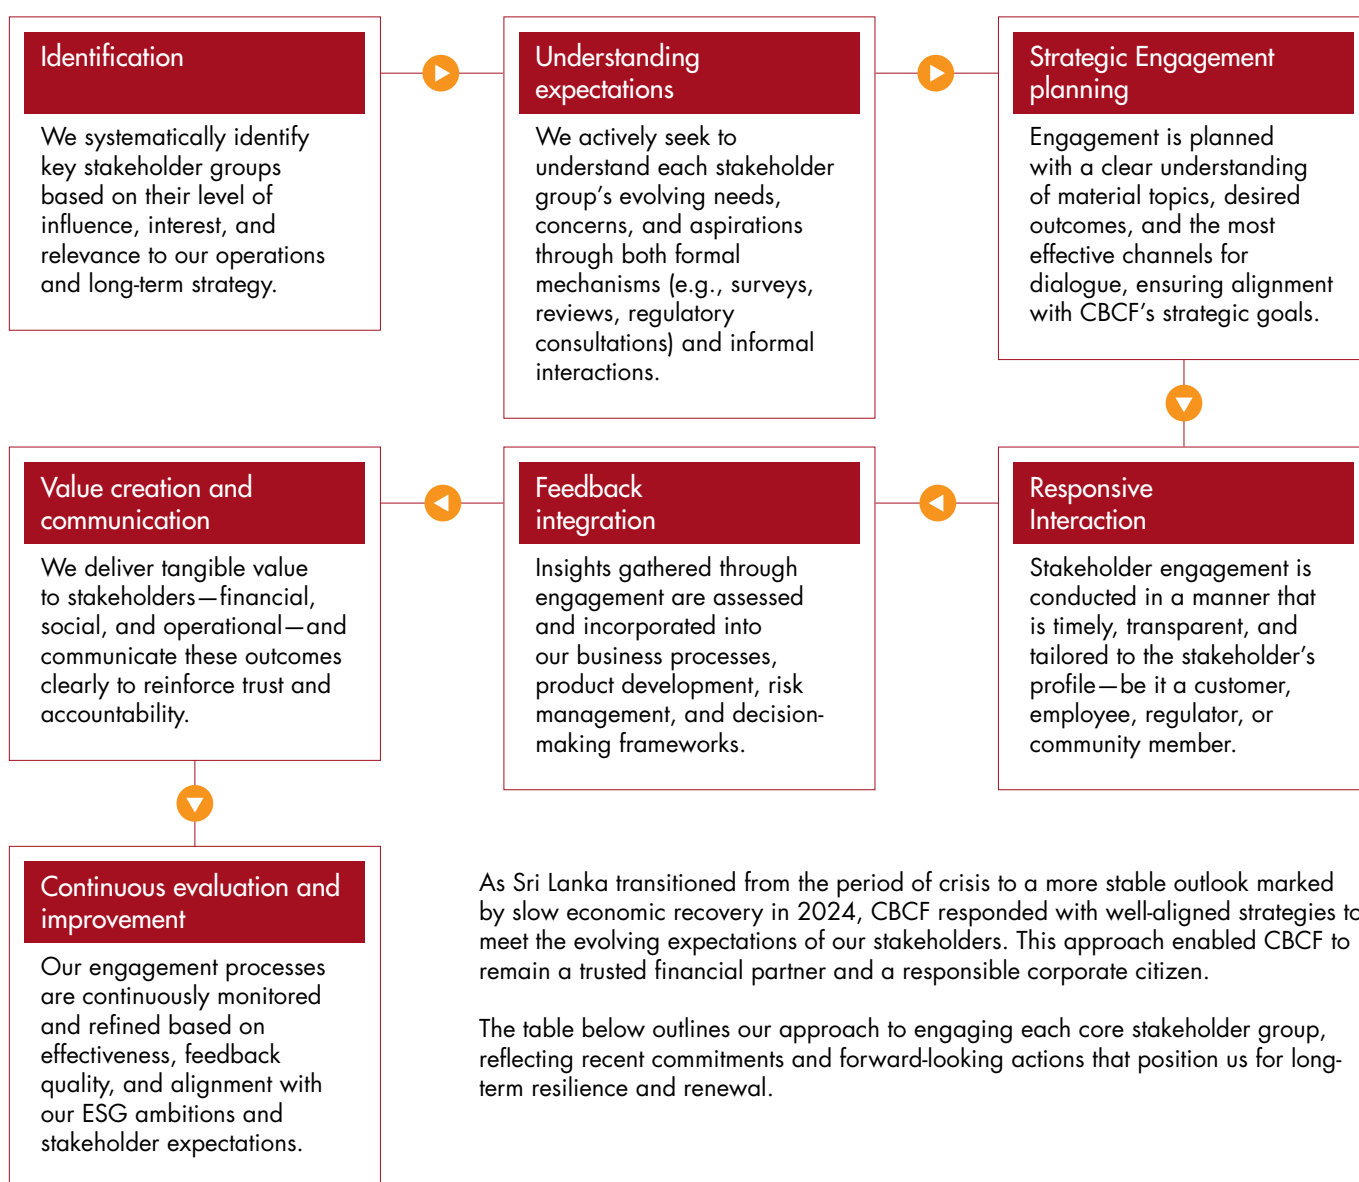 Identification
We systematically identify
key stakeholder groups
based on their level of
influence, interest, and
relevance to our operations
and long-term strategy.
Understanding
expectations
We actively seek to
understand each stakeholder
group's evolving needs,
concerns, and aspirations
through both formal
mechanisms (e.g., surveys,
reviews, regulatory
consultations) and informal
interactions.
Strategic Engagement
planning
Engagement is planned
with a clear understanding
of material topics, desired
outcomes, and the most
effective channels for
dialogue, ensuring alignment
with CBCF's strategic goals.
Responsive
Interaction
Stakeholder engagement is
conducted in a manner that
is timely, transparent, and
tailored to the stakeholder's
profile—be it a customer,
employee, regulator, or
community member.
Feedback
integration
Insights gathered through
engagement are assessed
and incorporated into
our business processes,
product development, risk
management, and decision-
making frameworks.
Value creation and
communication
We deliver tangible value
to stakeholders—financial,
social, and operational—and
communicate these outcomes
clearly to reinforce trust and
accountability.
Continuous evaluation and
improvement
Our engagement processes
are continuously monitored
and refined based on
effectiveness, feedback
quality, and alignment with
our ESG ambitions and
stakeholder expectations.
As Sri Lanka transitioned from the period of crisis to a more stable outlook marked
by slow economic recovery in 2024, CBCF responded with well-aligned strategies to
meet the evolving expectations of our stakeholders. This approach enabled CBCF to
remain a trusted financial partner and a responsible corporate citizen.
The table below outlines our approach to engaging each core stakeholder group,
reflecting recent commitments and forward-looking actions that position us for long-
term resilience and renewal.